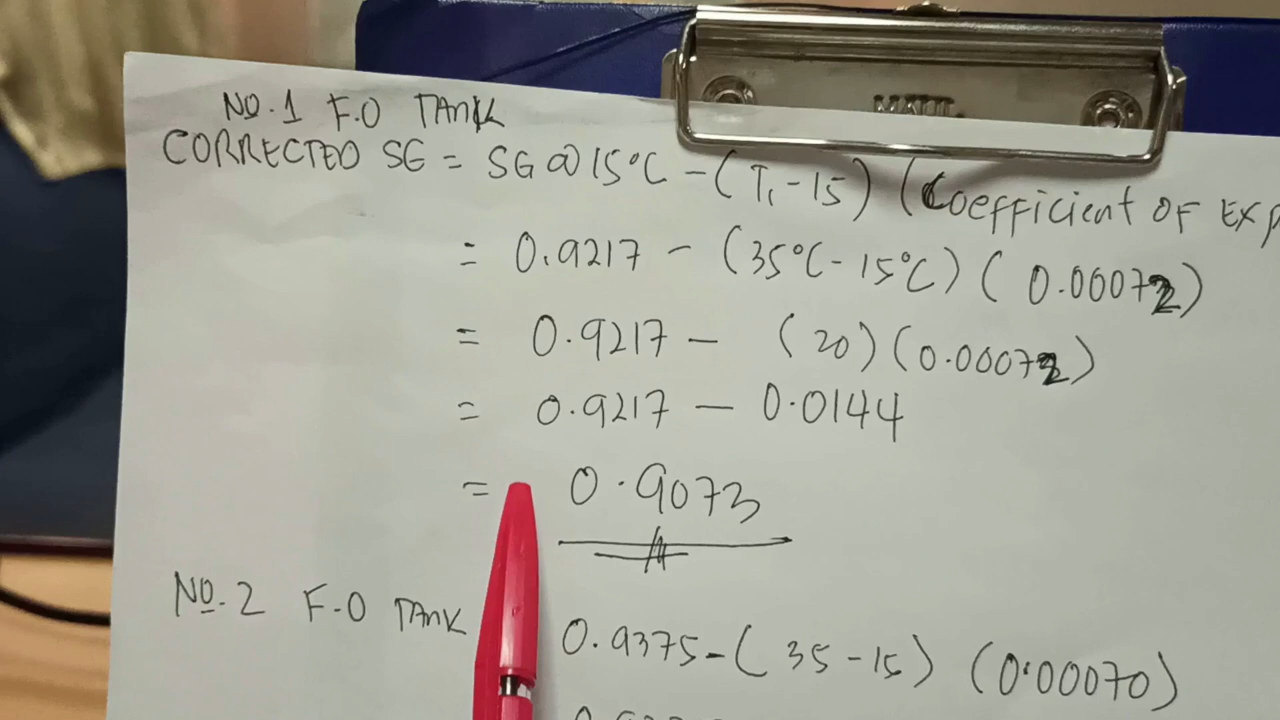 NO. 1 F.O TANK
CORRECTED SG = SG @ 15°C - (T₁ - 15) (Coefficient OF EXP
= 0.9217 - (35°C - 15°C) (0.00072)
= 0.9217 - (20) (0.00072)
= 0.9217 - 0.0144
= 0.9073
NO. 2 F.O TANK 0.9375 - (35 - 15) (0.00070)